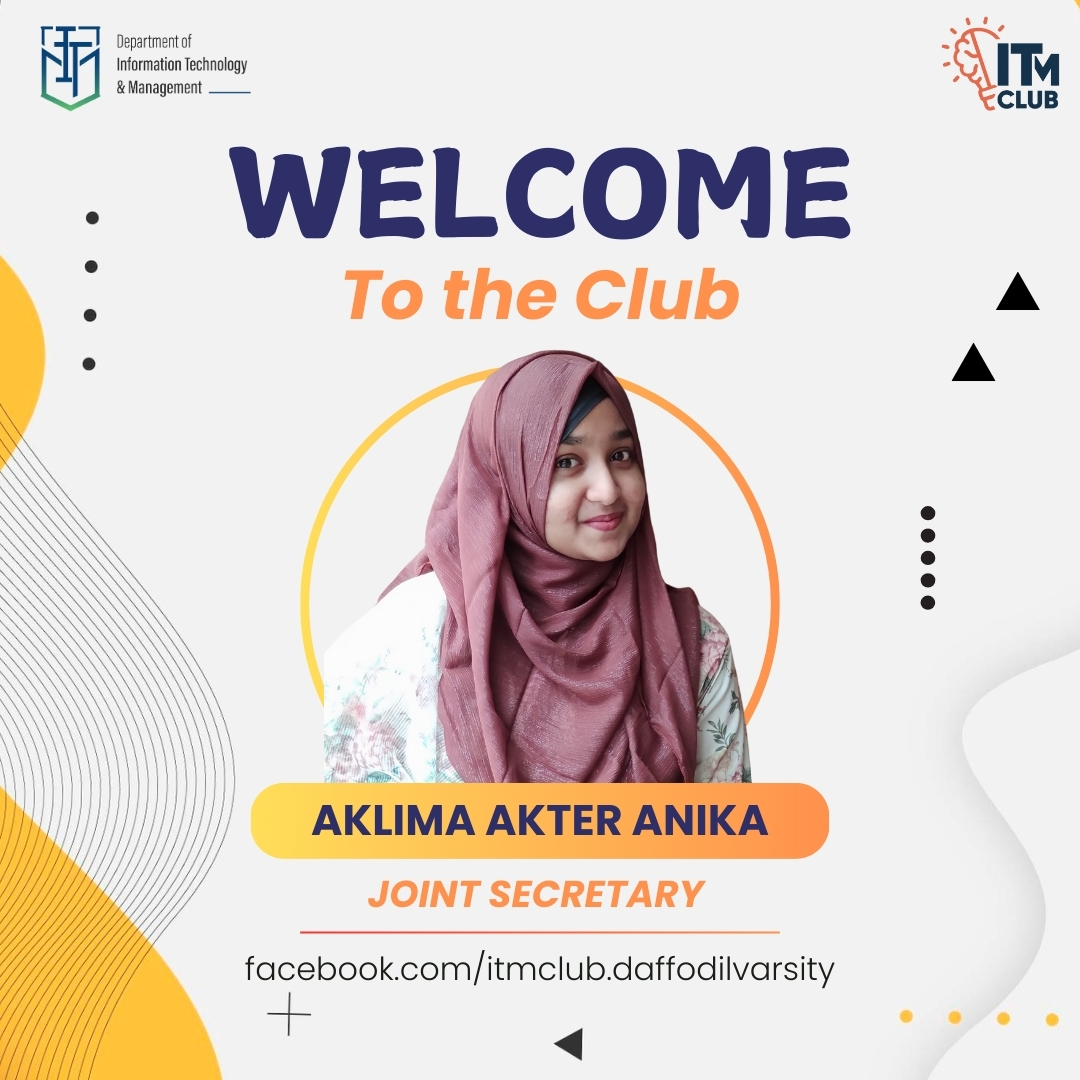 Department of
Information Technology
& Management
ITM
CLUB
WELCOME
To the Club
AKLIMA AKTER ANIKA
JOINT SECRETARY
facebook.com/itmclub.daffodilvarsity